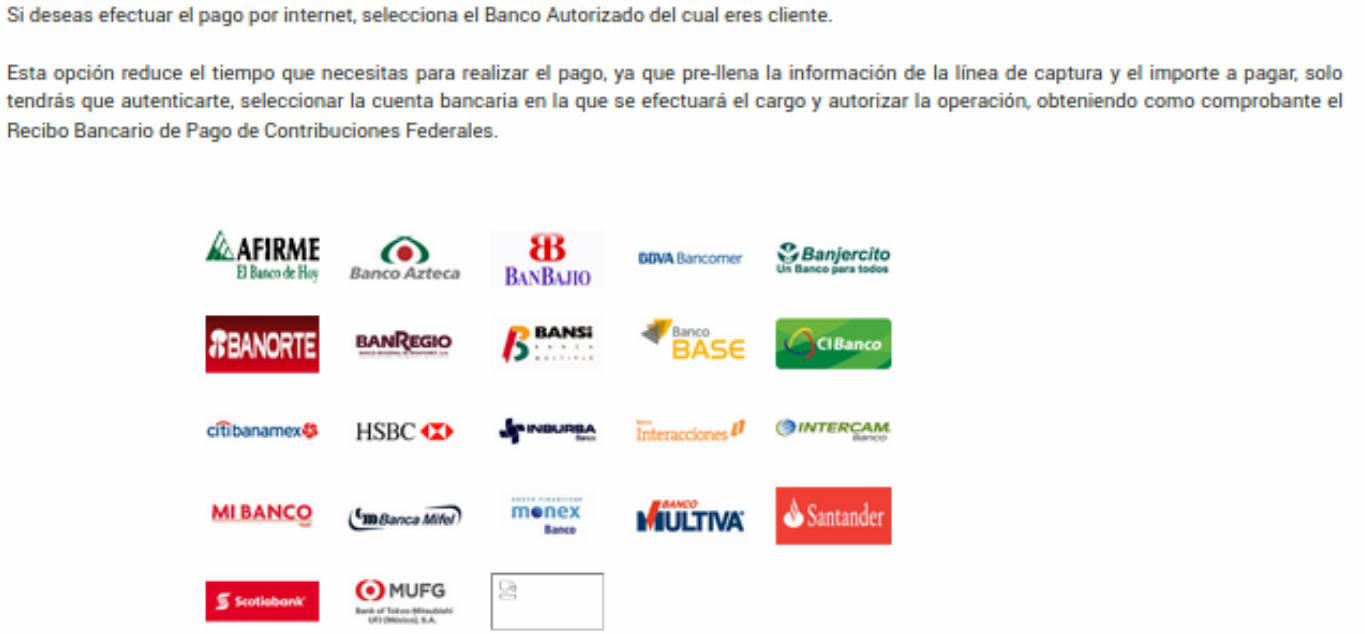 Si deseas efectuar el pago por internet, selecciona el Banco Autorizado del cual eres cliente.
Esta opción reduce el tiempo que necesitas para realizar el pago, ya que pre-llena la información de la línea de captura y el importe a pagar, solo
tendrás que autenticarte, seleccionar la cuenta bancaria en la que se efectuará el cargo y autorizar la operación, obteniendo como comprobante el
Recibo Bancario de Pago de Contribuciones Federales.
AFIRME
El Banco de Hoy
Banco Azteca
BANBAJIO
BBVA Bancomer
Banjercito
Un Banco para todos
BANORTE
BANREGIO
BANSI
Banco
BASE
CIBanco
citibanamex
HSBC
INBURSA
Banco
Interacciones
INTERCAM
Banco
MI BANCO
Banca Mifel
monex
Banco
BANCO
MULTIVA
Santander
Scotiabank
MUFG
Bank of Tokyo-Mitsubishi
UFJ (México), S.A.